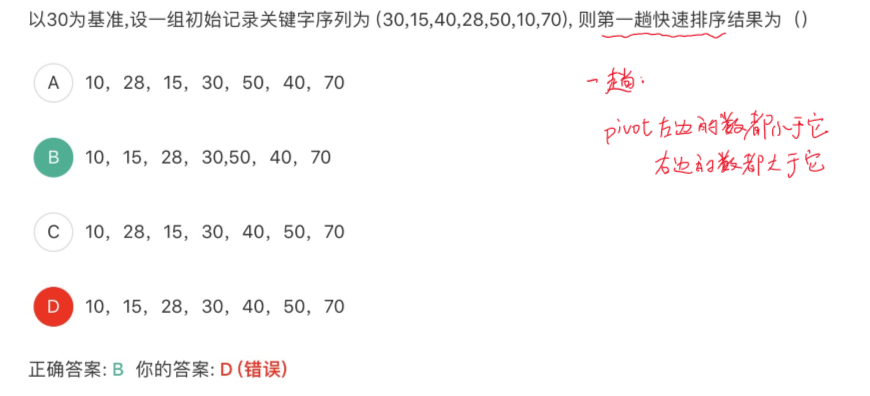 以30为基准,设一组初始记录关键字序列为 (30,15,40,28,50,10,70), 则第一趟快速排序结果为（）
A 10，28，15，30，50，40，70
一趟：
pivot左边的数都小于它
B 10，15，28，30,50，40，70
右边的数都大于它
C 10，28，15，30，40，50，70
D 10，15，28，30，40，50，70
正确答案: B 你的答案: D (错误)